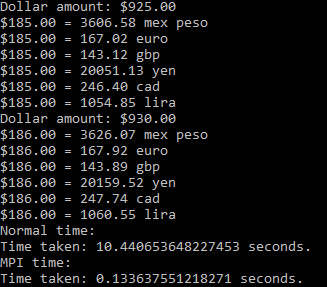 Dollar amount: $925.00
$185.00 = 3606.58 mex peso
$185.00 = 167.02 euro
$185.00 = 143.12 gbp
$185.00 = 20051.13 yen
$185.00 = 246.40 cad
$185.00 = 1054.85 lira
Dollar amount: $930.00
$186.00 = 3626.07 mex peso
$186.00 = 167.92 euro
$186.00 = 143.89 gbp
$186.00 = 20159.52 yen
$186.00 = 247.74 cad
$186.00 = 1060.55 lira
Normal time:
Time taken: 10.440653648227453 seconds.
MPI time:
Time taken: 0.133637551218271 seconds.